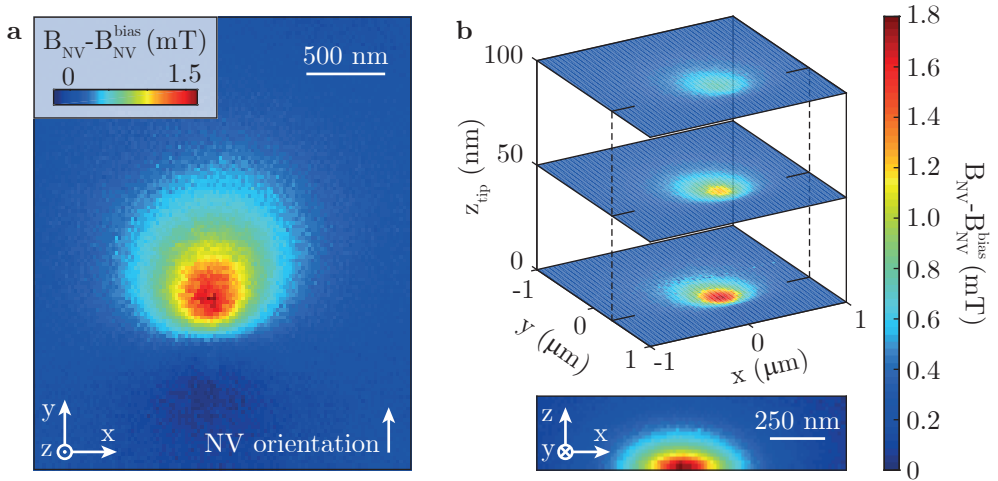 a
B_NV-B_NV^bias (mT)
0 1.5
500 nm
y
z x
NV orientation
b
100
50
0
z_tip (nm)
-1
0
1
y (μm)
-1
0
1
x (μm)
z
y x
250 nm
1.8
1.6
1.4
1.2
1.0
0.8
0.6
0.4
0.2
0
B_NV-B_NV^bias (mT)